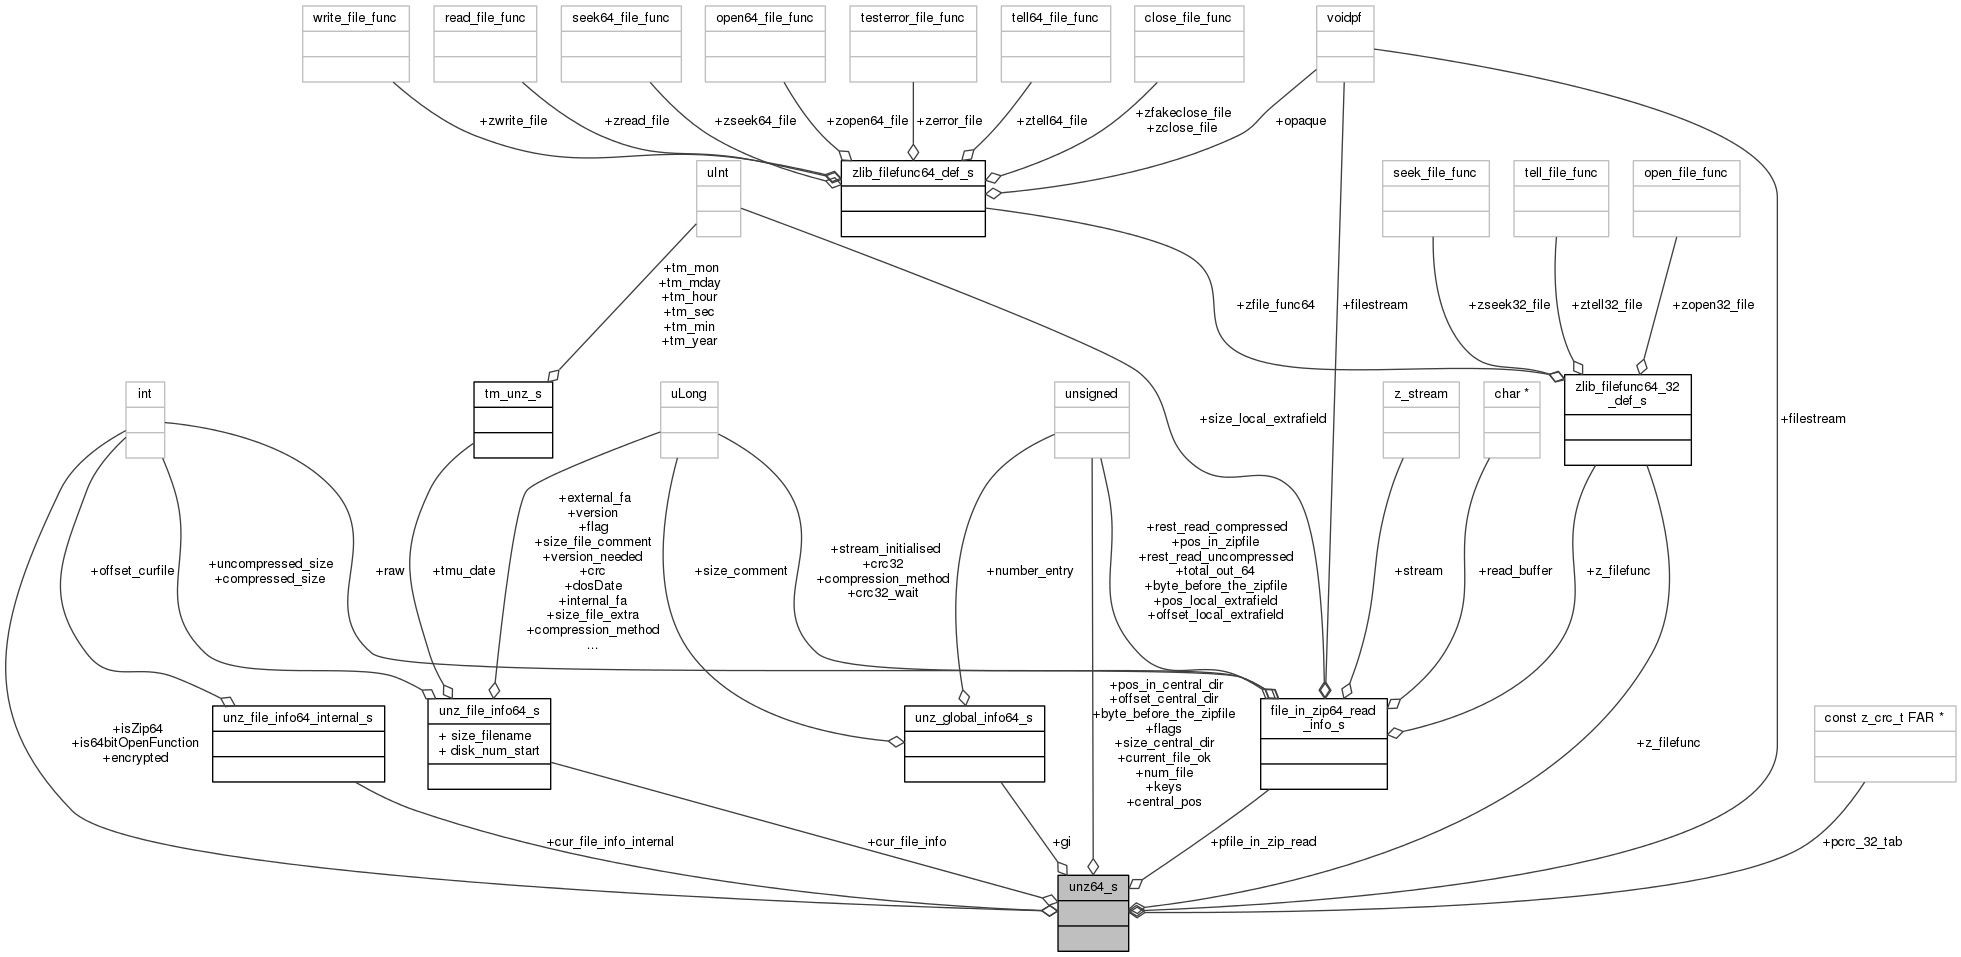 write_file_func
read_file_func
seek64_file_func
open64_file_func
testerror_file_func
tell64_file_func
close_file_func
voidpf
+zwrite_file
+zread_file
+zseek64_file
+zopen64_file
+zerror_file
+ztell64_file
+zfakeclose_file
+zclose_file
+opaque
uInt
zlib_filefunc64_def_s
seek_file_func
tell_file_func
open_file_func
+tm_mon
+tm_mday
+tm_hour
+tm_sec
+tm_min
+tm_year
+zfile_func64
+filestream
+zseek32_file
+ztell32_file
+zopen32_file
int
tm_unz_s
uLong
unsigned
+size_local_extrafield
z_stream
char *
zlib_filefunc64_32
_def_s
+filestream
+offset_curfile
+uncompressed_size
+compressed_size
+raw
+tmu_date
+external_fa
+version
+flag
+size_file_comment
+version_needed
+crc
+dosDate
+internal_fa
+size_file_extra
+compression_method
...
+size_comment
+stream_initialised
+crc32
+compression_method
+crc32_wait
+number_entry
+rest_read_compressed
+pos_in_zipfile
+rest_read_uncompressed
+total_out_64
+byte_before_the_zipfile
+pos_local_extrafield
+offset_local_extrafield
+stream
+read_buffer
+z_filefunc
+isZip64
+is64bitOpenFunction
+encrypted
unz_file_info64_internal_s
unz_file_info64_s
+ size_filename
+ disk_num_start
unz_global_info64_s
+pos_in_central_dir
+offset_central_dir
+byte_before_the_zipfile
+flags
+size_central_dir
+current_file_ok
+num_file
+keys
+central_pos
file_in_zip64_read
_info_s
+z_filefunc
const z_crc_t FAR *
+cur_file_info_internal
+cur_file_info
+gi
+pfile_in_zip_read
+pcrc_32_tab
unz64_s